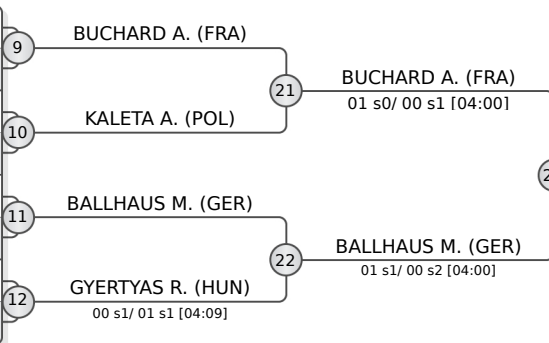 BUCHARD A. (FRA)
9
21
BUCHARD A. (FRA)
01 s0/ 00 s1 [04:00]
KALETA A. (POL)
10
BALLHAUS M. (GER)
11
22
BALLHAUS M. (GER)
01 s1/ 00 s2 [04:00]
GYERTYAS R. (HUN)
12
00 s1/ 01 s1 [04:09]